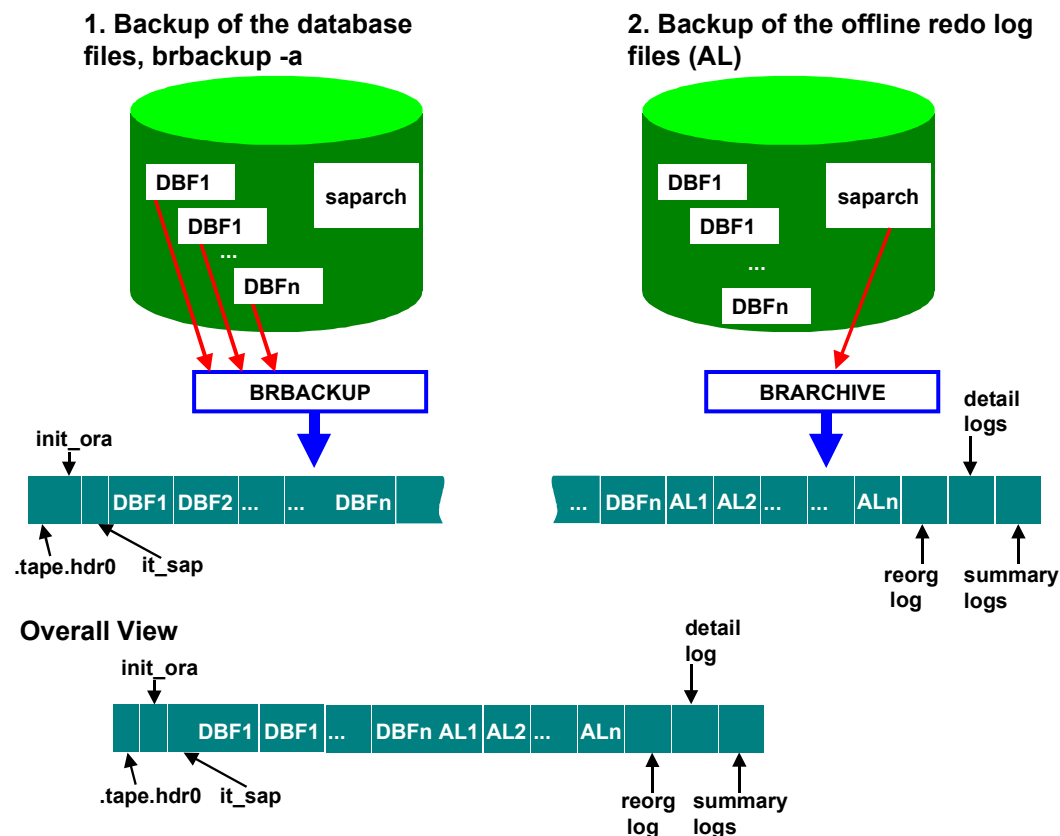 1. Backup of the database
files, brbackup -a
2. Backup of the offline redo log
files (AL)
DBF1
DBF1
...
DBFn
saparch
DBF1
DBF1
...
DBFn
saparch
BRBACKUP
BRARCHIVE
init_ora
detail
logs
DBF1 DBF2 ... ... DBFn
... DBFn AL1 AL2 ... ... ALn
.tape.hdr0
it_sap
reorg
log
summary
logs
Overall View
init_ora
detail
log
DBF1 DBF1 ... DBFn AL1 AL2 ... ALn
.tape.hdr0
it_sap
reorg
log
summary
logs